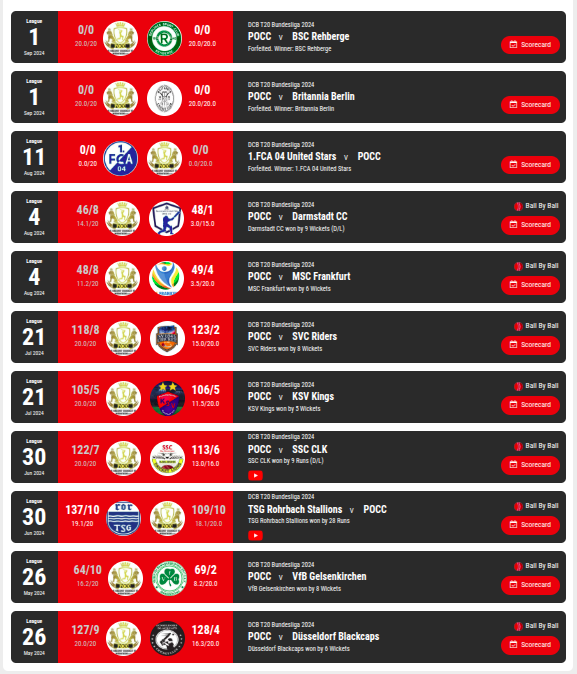 League
1
Sep 2024
0/0
20.0/20
0/0
20.0/20.0
DCB T20 Bundesliga 2024
POCC v BSC Rehberge
Forfeited. Winner: BSC Rehberge
Scorecard
League
1
Sep 2024
0/0
20.0/20
0/0
20.0/20.0
DCB T20 Bundesliga 2024
POCC v Britannia Berlin
Forfeited. Winner: Britannia Berlin
Scorecard
League
11
Aug 2024
0/0
0.0/20
1.
FCA
04
0/0
0.0/20.0
DCB T20 Bundesliga 2024
1.FCA 04 United Stars v POCC
Forfeited. Winner: 1.FCA 04 United Stars
Scorecard
League
4
Aug 2024
46/8
14.1/20
48/1
3.0/15.0
DCB T20 Bundesliga 2024
POCC v Darmstadt CC
Darmstadt CC won by 9 Wickets (D/L)
Ball By Ball
Scorecard
League
4
Aug 2024
48/8
11.2/20
49/4
3.5/20.0
DCB T20 Bundesliga 2024
POCC v MSC Frankfurt
MSC Frankfurt won by 6 Wickets
Ball By Ball
Scorecard
League
21
Jul 2024
118/8
20.0/20
123/2
15.0/20.0
DCB T20 Bundesliga 2024
POCC v SVC Riders
SVC Riders won by 8 Wickets
Ball By Ball
Scorecard
League
21
Jul 2024
105/5
20.0/20
106/5
11.5/20.0
DCB T20 Bundesliga 2024
POCC v KSV Kings
KSV Kings won by 5 Wickets
Ball By Ball
Scorecard
League
30
Jun 2024
122/7
20.0/20
SSC
113/6
13.0/16.0
DCB T20 Bundesliga 2024
POCC v SSC CLK
SSC CLK won by 9 Runs (D/L)
Ball By Ball
Scorecard
League
30
Jun 2024
137/10
19.1/20
ror
TSG
109/10
18.1/20.0
DCB T20 Bundesliga 2024
TSG Rohrbach Stallions v POCC
TSG Rohrbach Stallions won by 28 Runs
Ball By Ball
Scorecard
League
26
May 2024
64/10
16.2/20
69/2
8.2/20.0
DCB T20 Bundesliga 2024
POCC v VfB Gelsenkirchen
VfB Gelsenkirchen won by 8 Wickets
Ball By Ball
Scorecard
League
26
May 2024
127/9
20.0/20
128/4
16.3/20.0
DCB T20 Bundesliga 2024
POCC v Düsseldorf Blackcaps
Düsseldorf Blackcaps won by 6 Wickets
Ball By Ball
Scorecard